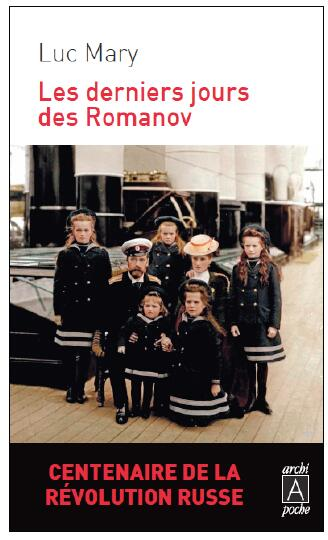 Luc Mary
Les derniers jours
des Romanov
CENTENAIRE DE LA
RÉVOLUTION RUSSE
archi
A
poche